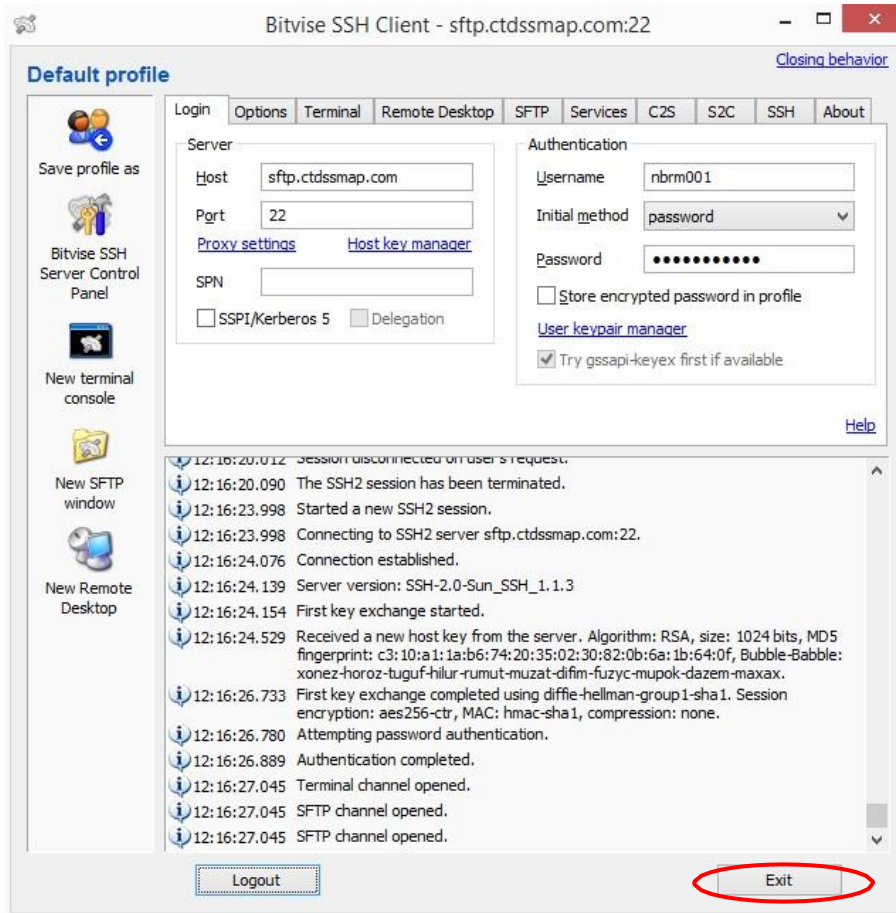 Bitvise SSH Client - sftp.ctdssmap.com:22
Closing behavior
Default profile
Save profile as
Bitvise SSH
Server Control
Panel
New terminal
console
New SFTP
window
New Remote
Desktop
Login Options Terminal Remote Desktop SFTP Services C2S S2C SSH About
Server
Host sftp.ctdssmap.com
Port 22
Proxy settings Host key manager
SPN
SSPI/Kerberos 5 Delegation
Authentication
Username nbrm001
Initial method password
Password ●●●●●●●●●●●
Store encrypted password in profile
User keypair manager
Try gssapi-keyex first if available
Help
12:16:20.012 Session disconnected on user's request.
12:16:20.090 The SSH2 session has been terminated.
12:16:23.998 Started a new SSH2 session.
12:16:23.998 Connecting to SSH2 server sftp.ctdssmap.com:22.
12:16:24.076 Connection established.
12:16:24.139 Server version: SSH-2.0-Sun_SSH_1.1.3
12:16:24.154 First key exchange started.
12:16:24.529 Received a new host key from the server. Algorithm: RSA, size: 1024 bits, MD5
fingerprint: c3:10:a1:1a:b6:74:20:35:02:30:82:0b:6a:1b:64:0f, Bubble-Babble:
xonez-horoz-tuguf-hilur-rumut-muzat-difim-fuzyc-mupok-dazem-maxax.
12:16:26.733 First key exchange completed using diffie-hellman-group1-sha1. Session
encryption: aes256-ctr, MAC: hmac-sha1, compression: none.
12:16:26.780 Attempting password authentication.
12:16:26.889 Authentication completed.
12:16:27.045 Terminal channel opened.
12:16:27.045 SFTP channel opened.
12:16:27.045 SFTP channel opened.
Logout Exit